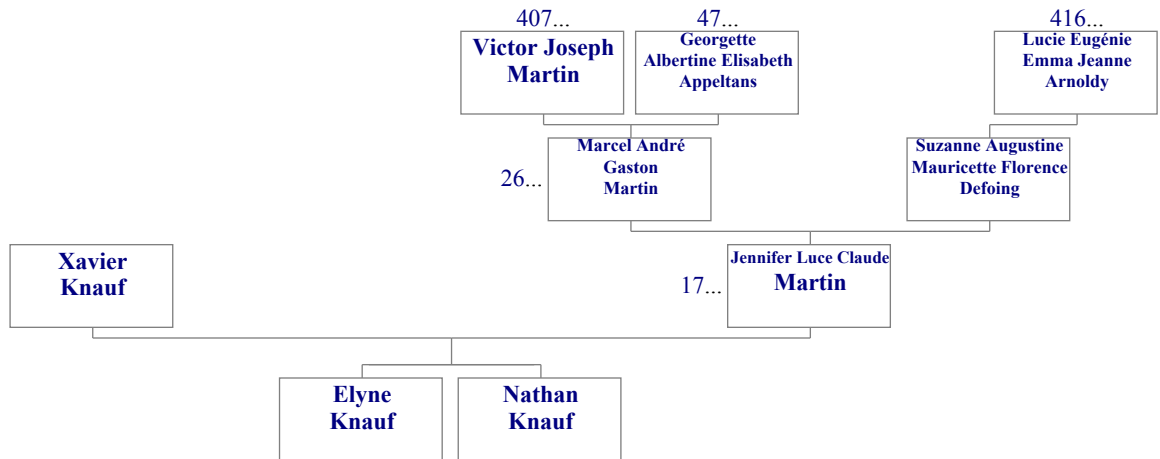 407...
47...
416...
Victor Joseph
Martin
Georgette
Albertine Elisabeth
Appeltans
Lucie Eugénie
Emma Jeanne
Arnoldy
26...
Marcel André
Gaston
Martin
Suzanne Augustine
Mauricette Florence
Defoing
Xavier
Knauf
17...
Jennifer Luce Claude
Martin
Elyne
Knauf
Nathan
Knauf